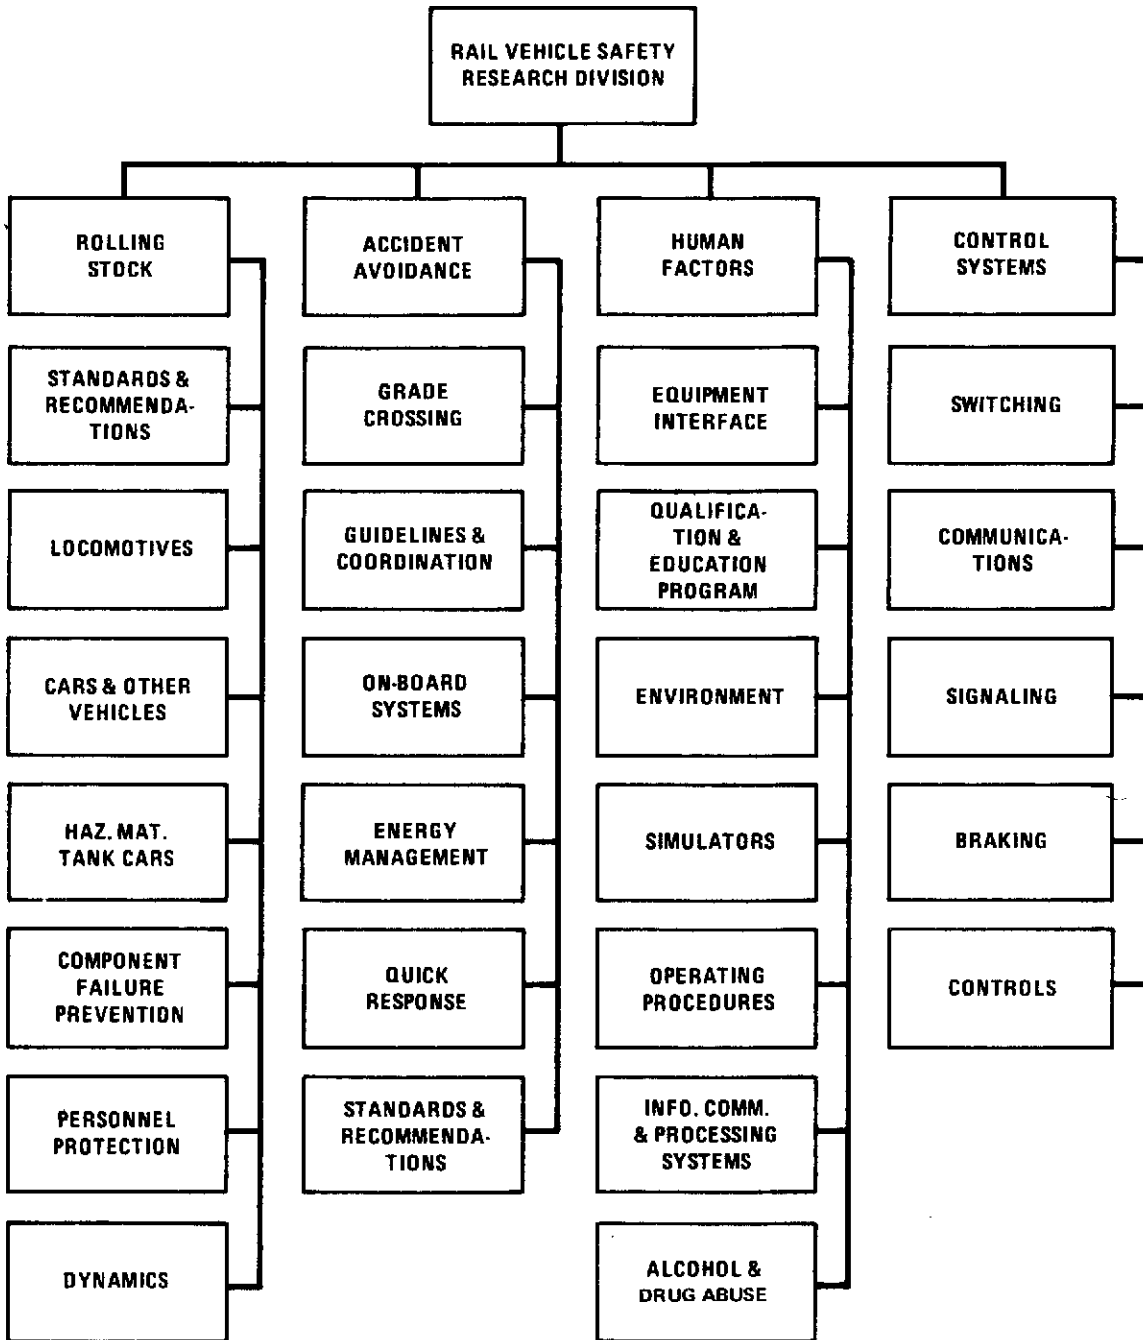 RAIL VEHICLE SAFETY
RESEARCH DIVISION
ROLLING
STOCK
STANDARDS &
RECOMMENDA-
TIONS
LOCOMOTIVES
CARS & OTHER
VEHICLES
HAZ. MAT.
TANK CARS
COMPONENT
FAILURE
PREVENTION
PERSONNEL
PROTECTION
DYNAMICS
ACCIDENT
AVOIDANCE
GRADE
CROSSING
GUIDELINES &
COORDINATION
ON-BOARD
SYSTEMS
ENERGY
MANAGEMENT
QUICK
RESPONSE
STANDARDS &
RECOMMENDA-
TIONS
HUMAN
FACTORS
EQUIPMENT
INTERFACE
QUALIFICA-
TION &
EDUCATION
PROGRAM
ENVIRONMENT
SIMULATORS
OPERATING
PROCEDURES
INFO. COMM.
& PROCESSING
SYSTEMS
ALCOHOL &
DRUG ABUSE
CONTROL
SYSTEMS
SWITCHING
COMMUNICA-
TIONS
SIGNALING
BRAKING
CONTROLS